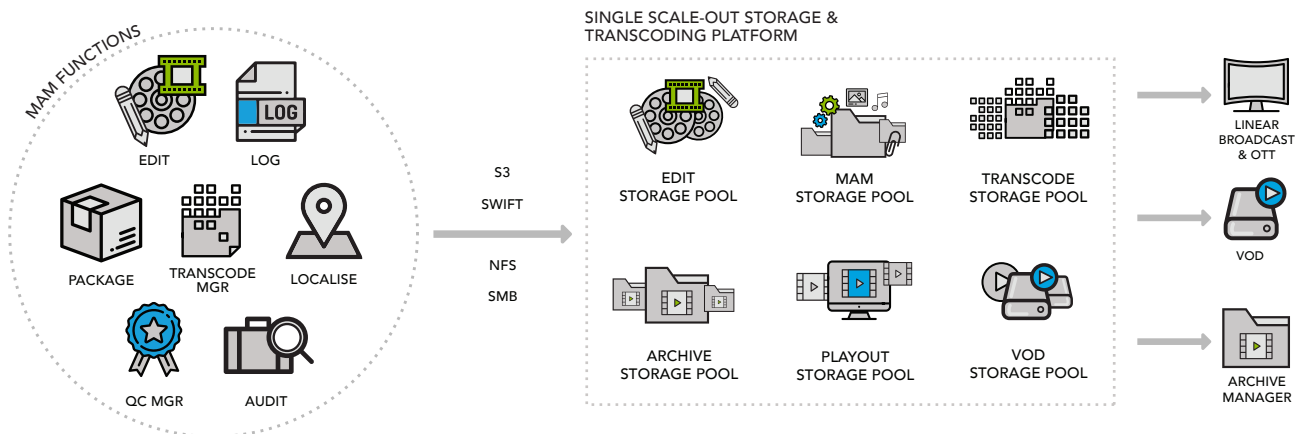 MAM FUNCTIONS
EDIT
LOG
LOG
PACKAGE
TRANSCODE
MGR
LOCALISE
QC MGR
AUDIT
S3
SWIFT
NFS
SMB
SINGLE SCALE-OUT STORAGE &
TRANSCODING PLATFORM
EDIT
STORAGE POOL
MAM
STORAGE POOL
TRANSCODE
STORAGE POOL
ARCHIVE
STORAGE POOL
PLAYOUT
STORAGE POOL
VOD
STORAGE POOL
LINEAR
BROADCAST
& OTT
VOD
ARCHIVE
MANAGER